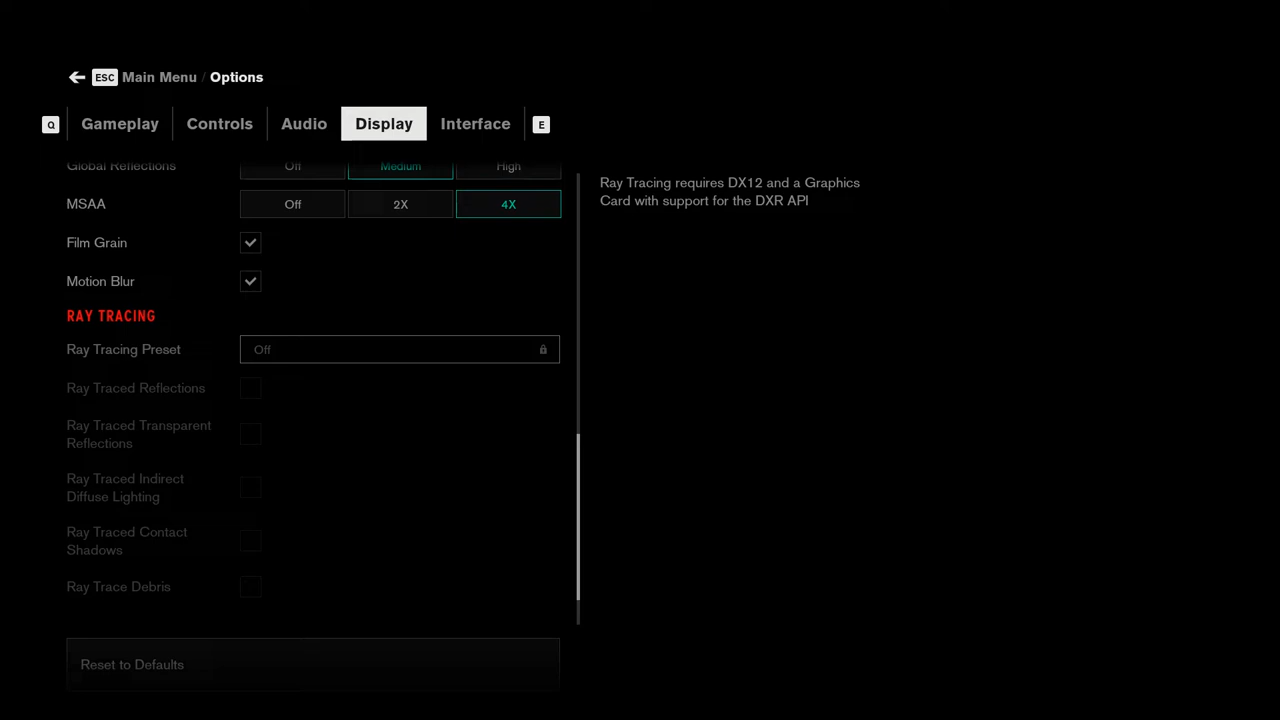 ESC Main Menu / Options
Q Gameplay Controls Audio Display Interface E
Global Reflections Off Medium High
MSAA Off 2X 4X
Film Grain
Motion Blur
RAY TRACING
Ray Tracing Preset Off
Ray Traced Reflections
Ray Traced Transparent
Reflections
Ray Traced Indirect
Diffuse Lighting
Ray Traced Contact
Shadows
Ray Trace Debris
Reset to Defaults
Ray Tracing requires DX12 and a Graphics
Card with support for the DXR API